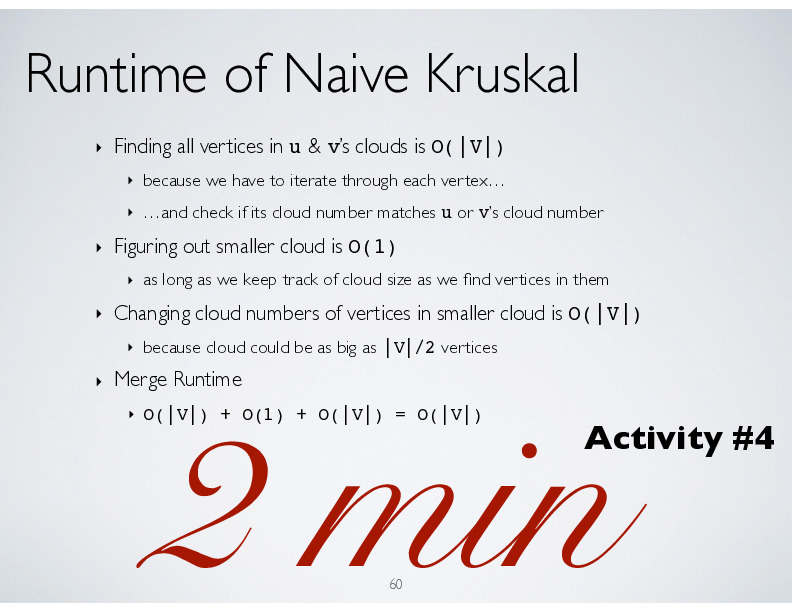 Runtime of Naive Kruskal
‣ Finding all vertices in u & v’s clouds is O(|V|)
‣ because we have to iterate through each vertex…
‣ …and check if its cloud number matches u or v’s cloud number
‣ Figuring out smaller cloud is O(1)
‣ as long as we keep track of cloud size as we find vertices in them
‣ Changing cloud numbers of vertices in smaller cloud is O(|V|)
‣ because cloud could be as big as |V|/2 vertices
‣ Merge Runtime
‣ O(|V|) + O(1) + O(|V|) = O(|V|)
Activity #4
2 min
60